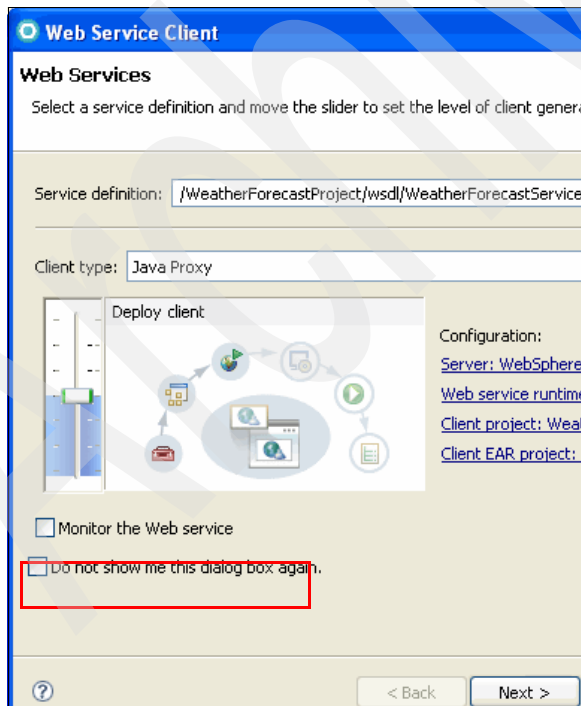 Web Service Client
Web Services
Select a service definition and move the slider to set the level of client genera
Service definition: /WeatherForecastProject/wsdl/WeatherForecastService
Client type: Java Proxy
Deploy client
Configuration:
Server: WebSphere
Web service runtime
Client project: Weat
Client EAR project:
Monitor the Web service
Do not show me this dialog box again.
? < Back Next >